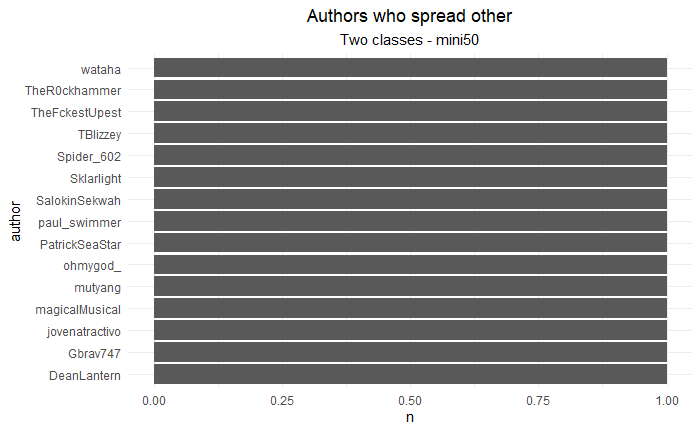 Authors who spread other
Two classes - mini50
author
wataha
TheR0ckhammer
TheFckestUpest
TBlizzey
Spider_602
Sklarlight
SalokinSekwah
paul_swimmer
PatrickSeaStar
ohmygod_
mutyang
magicalMusical
jovenatractivo
Gbrav747
DeanLantern
0.00 0.25 0.50 0.75 1.00
n